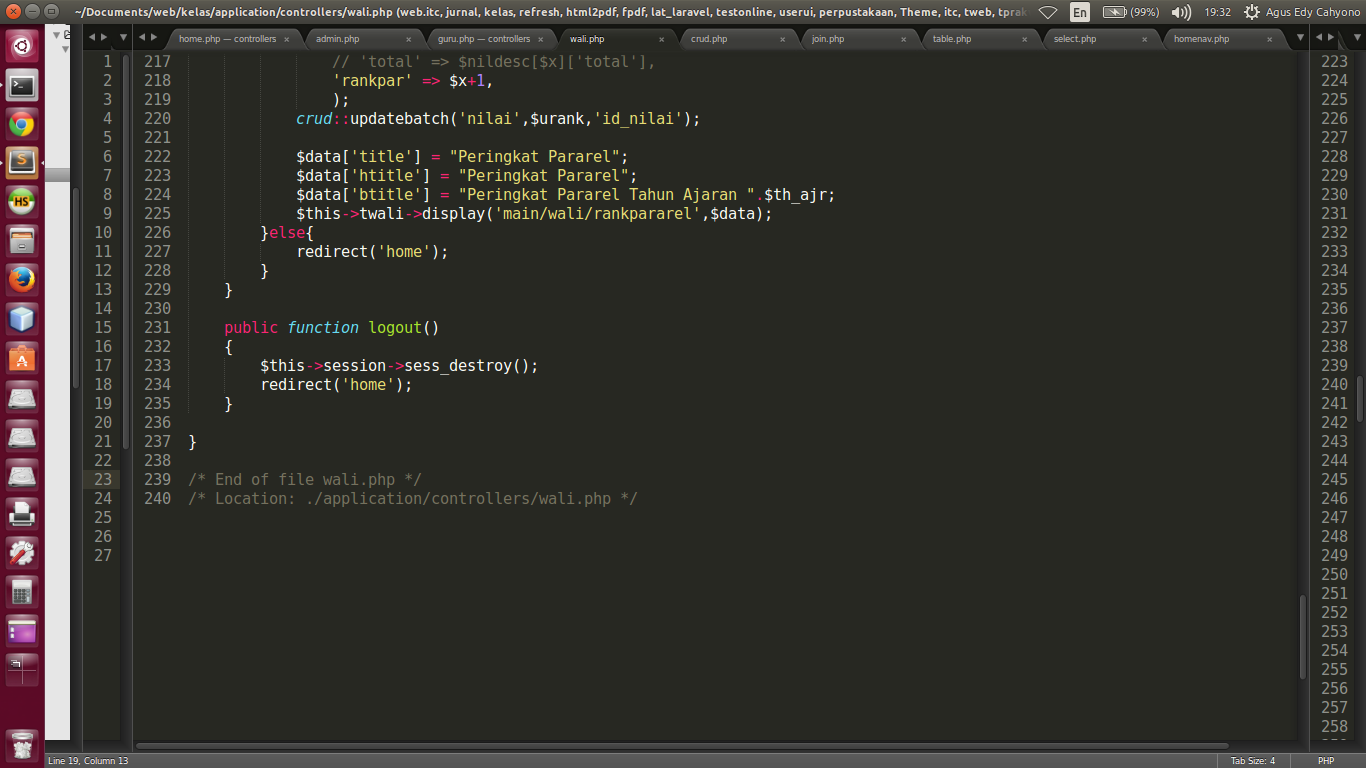 ~/Documents/web/kelas/application/controllers/wali.php (web.itc, jurnal, kelas, refresh, html2pdf, fpdf, lat_laravel, testonline, userui, perpustakaan, Theme, itc, tweb, tprak
En
(99%)
19:32
Agus Edy Cahyono
home.php — controllers
admin.php
guru.php — controllers
wali.php
crud.php
join.php
table.php
select.php
homenav.php
1 217 // 'total' => $nildesc[$x]['total'], 223
2 218 'rankpar' => $x+1, 224
3 219 ); 225
4 220 crud::updatebatch('nilai',$urank,'id_nilai'); 226
5 221 227
6 222 $data['title'] = "Peringkat Pararel"; 228
7 223 $data['htitle'] = "Peringkat Pararel"; 229
8 224 $data['btitle'] = "Peringkat Pararel Tahun Ajaran ".$th_ajr; 230
9 225 $this->twali->display('main/wali/rankpararel',$data); 231
10 226 }else{ 232
11 227 redirect('home'); 233
12 228 } 234
13 229 } 235
14 230 236
15 231 public function logout() 237
16 232 { 238
17 233 $this->session->sess_destroy(); 239
18 234 redirect('home'); 240
19 235 } 241
20 236 242
21 237 } 243
22 238 244
23 239 /* End of file wali.php */ 245
24 240 /* Location: ./application/controllers/wali.php */ 246
25 247
26 248
27 249
250
251
252
253
254
255
256
257
258
HS
Line 19, Column 13
Tab Size: 4
PHP